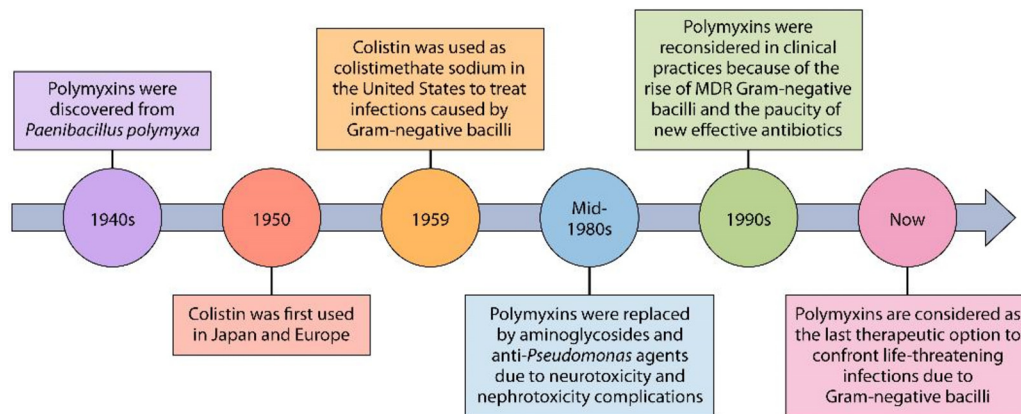 Polymyxins were
discovered from
Paenibacillus polymyxa
Colistin was used as
colistimethate sodium in
the United States to treat
infections caused by
Gram-negative bacilli
Polymyxins were
reconsidered in clinical
practices because of the
rise of MDR Gram-negative
bacilli and the paucity of
new effective antibiotics
1940s
1950
1959
Mid-
1980s
1990s
Now
Colistin was first used
in Japan and Europe
Polymyxins were replaced
by aminoglycosides and
anti-Pseudomonas agents
due to neurotoxicity and
nephrotoxicity complications
Polymyxins are considered as
the last therapeutic option to
confront life-threatening
infections due to
Gram-negative bacilli